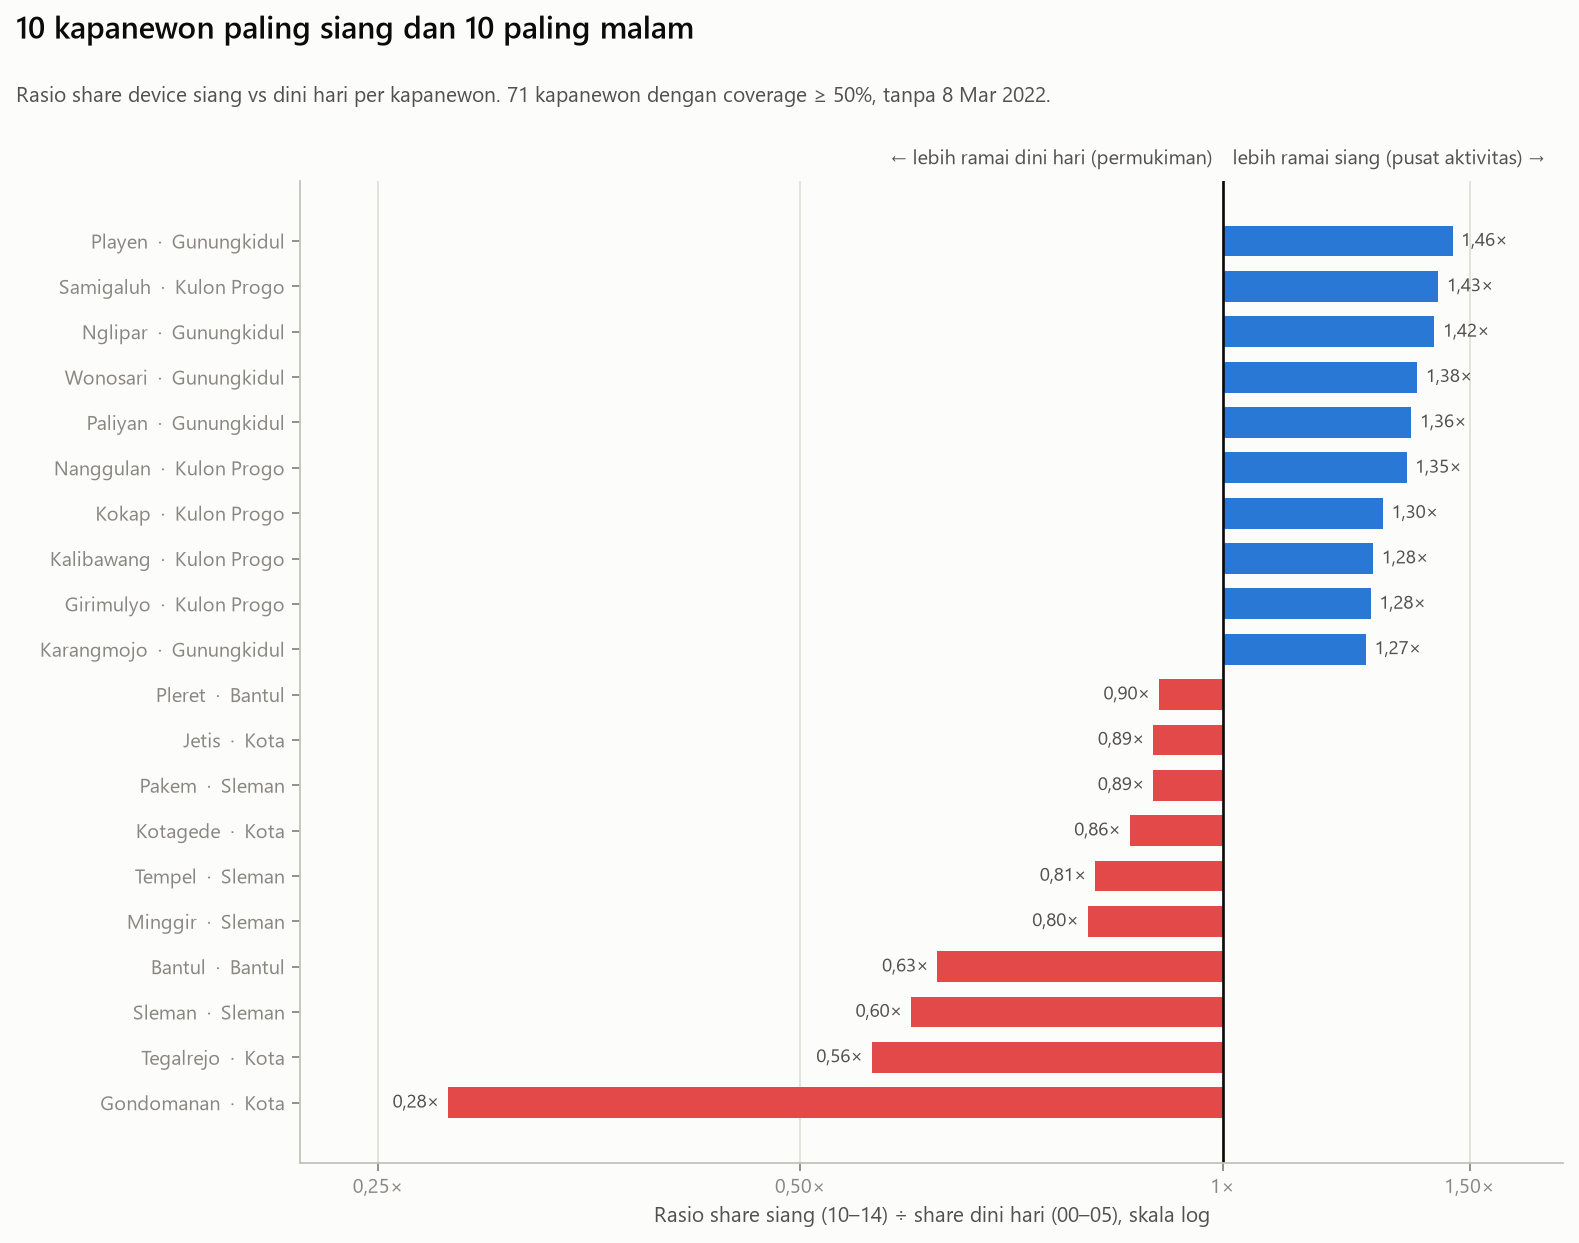 10 kapanewon paling siang dan 10 paling malam
Rasio share device siang vs dini hari per kapanewon. 71 kapanewon dengan coverage ≥ 50%, tanpa 8 Mar 2022.
← lebih ramai dini hari (permukiman) lebih ramai siang (pusat aktivitas) →
Playen · Gunungkidul 1,46×
Samigaluh · Kulon Progo 1,43×
Nglipar · Gunungkidul 1,42×
Wonosari · Gunungkidul 1,38×
Paliyan · Gunungkidul 1,36×
Nanggulan · Kulon Progo 1,35×
Kokap · Kulon Progo 1,30×
Kalibawang · Kulon Progo 1,28×
Girimulyo · Kulon Progo 1,28×
Karangmojo · Gunungkidul 1,27×
Pleret · Bantul 0,90×
Jetis · Kota 0,89×
Pakem · Sleman 0,89×
Kotagede · Kota 0,86×
Tempel · Sleman 0,81×
Minggir · Sleman 0,80×
Bantul · Bantul 0,63×
Sleman · Sleman 0,60×
Tegalrejo · Kota 0,56×
Gondomanan · Kota 0,28×
0,25× 0,50× 1× 1,50×
Rasio share siang (10–14) ÷ share dini hari (00–05), skala log